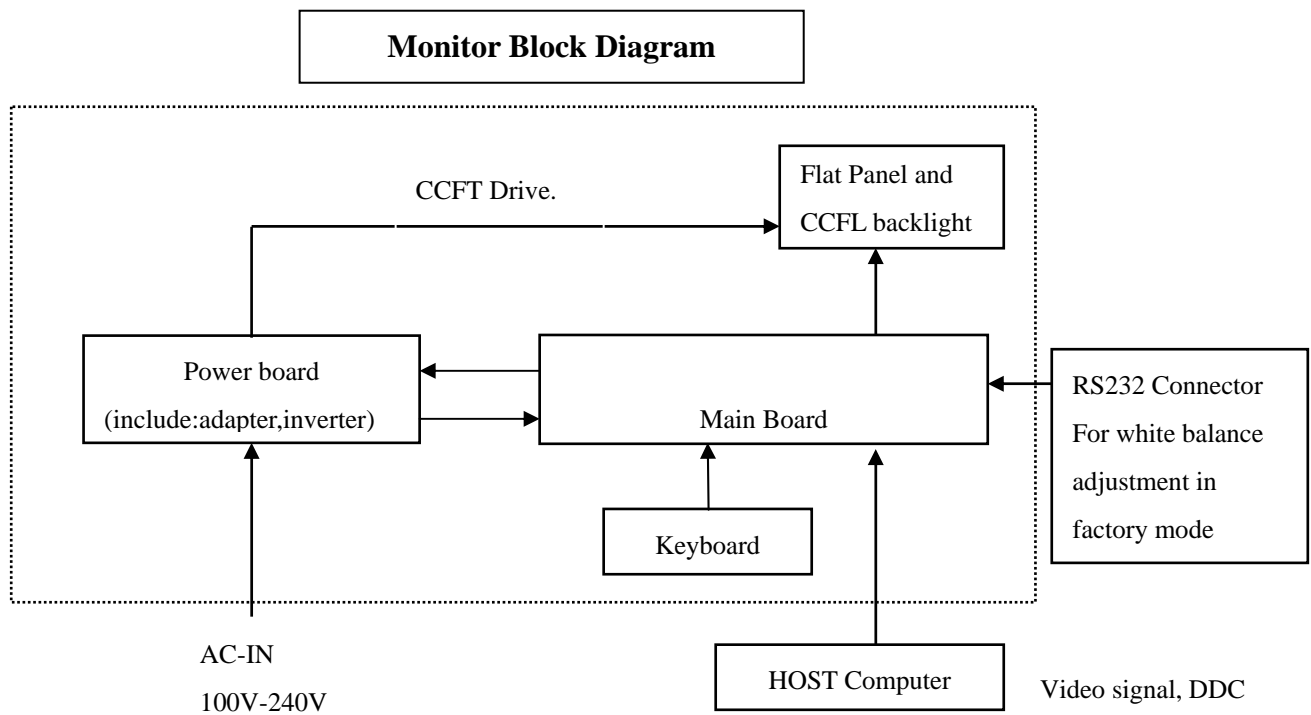 Monitor Block Diagram
CCFT Drive.
Flat Panel and
CCFL backlight
Power board
(include:adapter,inverter)
Main Board
RS232 Connector
For white balance
adjustment in
factory mode
Keyboard
AC-IN
100V-240V
HOST Computer
Video signal, DDC